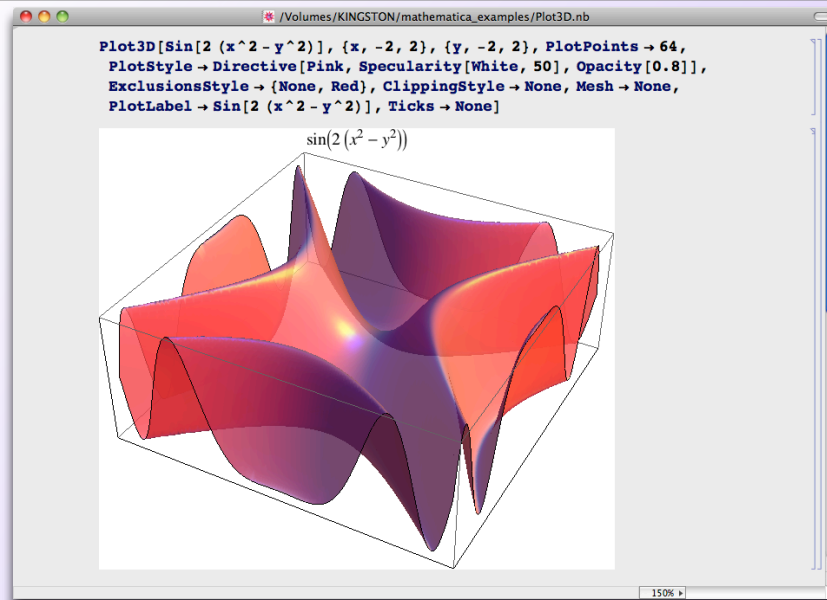 /Volumes/KINGSTON/mathematica_examples/Plot3D.nb
Plot3D[Sin[2 (x^2 - y^2)], {x, -2, 2}, {y, -2, 2}, PlotPoints → 64,
PlotStyle → Directive[Pink, Specularity[White, 50], Opacity[0.8]],
ExclusionsStyle → {None, Red}, ClippingStyle → None, Mesh → None,
PlotLabel → Sin[2 (x^2 - y^2)], Ticks → None]
sin(2 (x² − y²))
150%